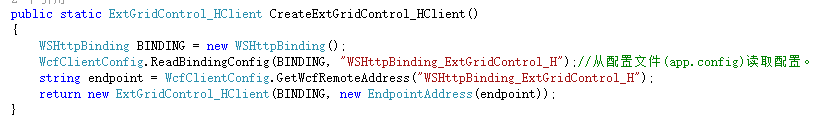 public static ExtGridControl_HClient CreateExtGridControl_HClient()
{
WSHttpBinding BINDING = new WSHttpBinding();
WcfClientConfig.ReadBindingConfig(BINDING, "WSHttpBinding_ExtGridControl_H");//从配置文件(app.config)读取配置。
string endpoint = WcfClientConfig.GetWcfRemoteAddress("WSHttpBinding_ExtGridControl_H");
return new ExtGridControl_HClient(BINDING, new EndpointAddress(endpoint));
}